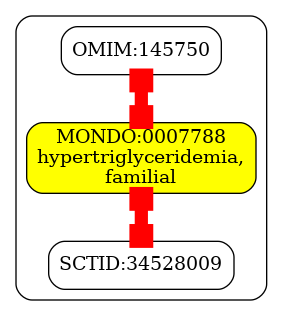 OMIM:145750
MONDO:0007788
hypertriglyceridemia,
familial
SCTID:34528009